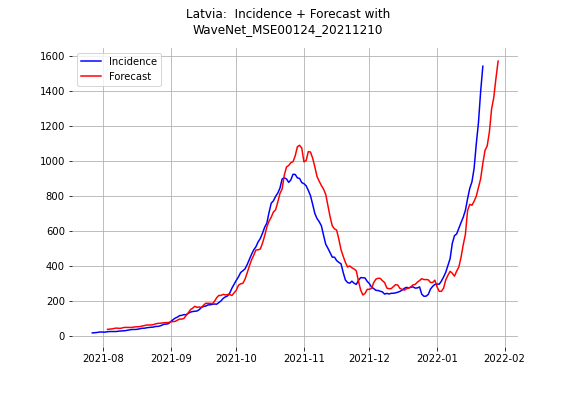 Latvia:  Incidence + Forecast with
WaveNet_MSE00124_20211210
Incidence
Forecast
1600
1400
1200
1000
800
600
400
200
0
2021-08 2021-09 2021-10 2021-11 2021-12 2022-01 2022-02